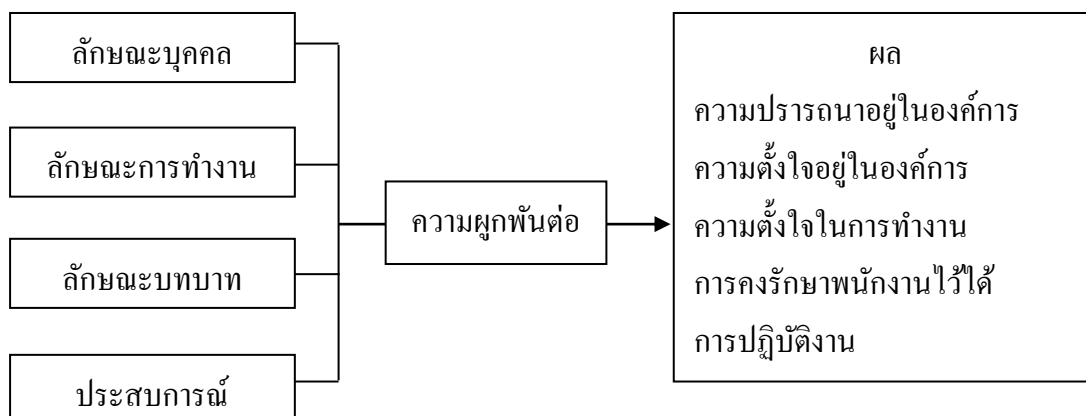 ลักษณะบุคคล
ลักษณะการทำงาน
ลักษณะบทบาท
ประสบการณ์
ความผูกพันต่อ
ผล
ความปรารถนาอยู่ในองค์การ
ความตั้งใจอยู่ในองค์การ
ความตั้งใจในการทำงาน
การคงรักษาพนักงานไว้ได้
การปฏิบัติงาน